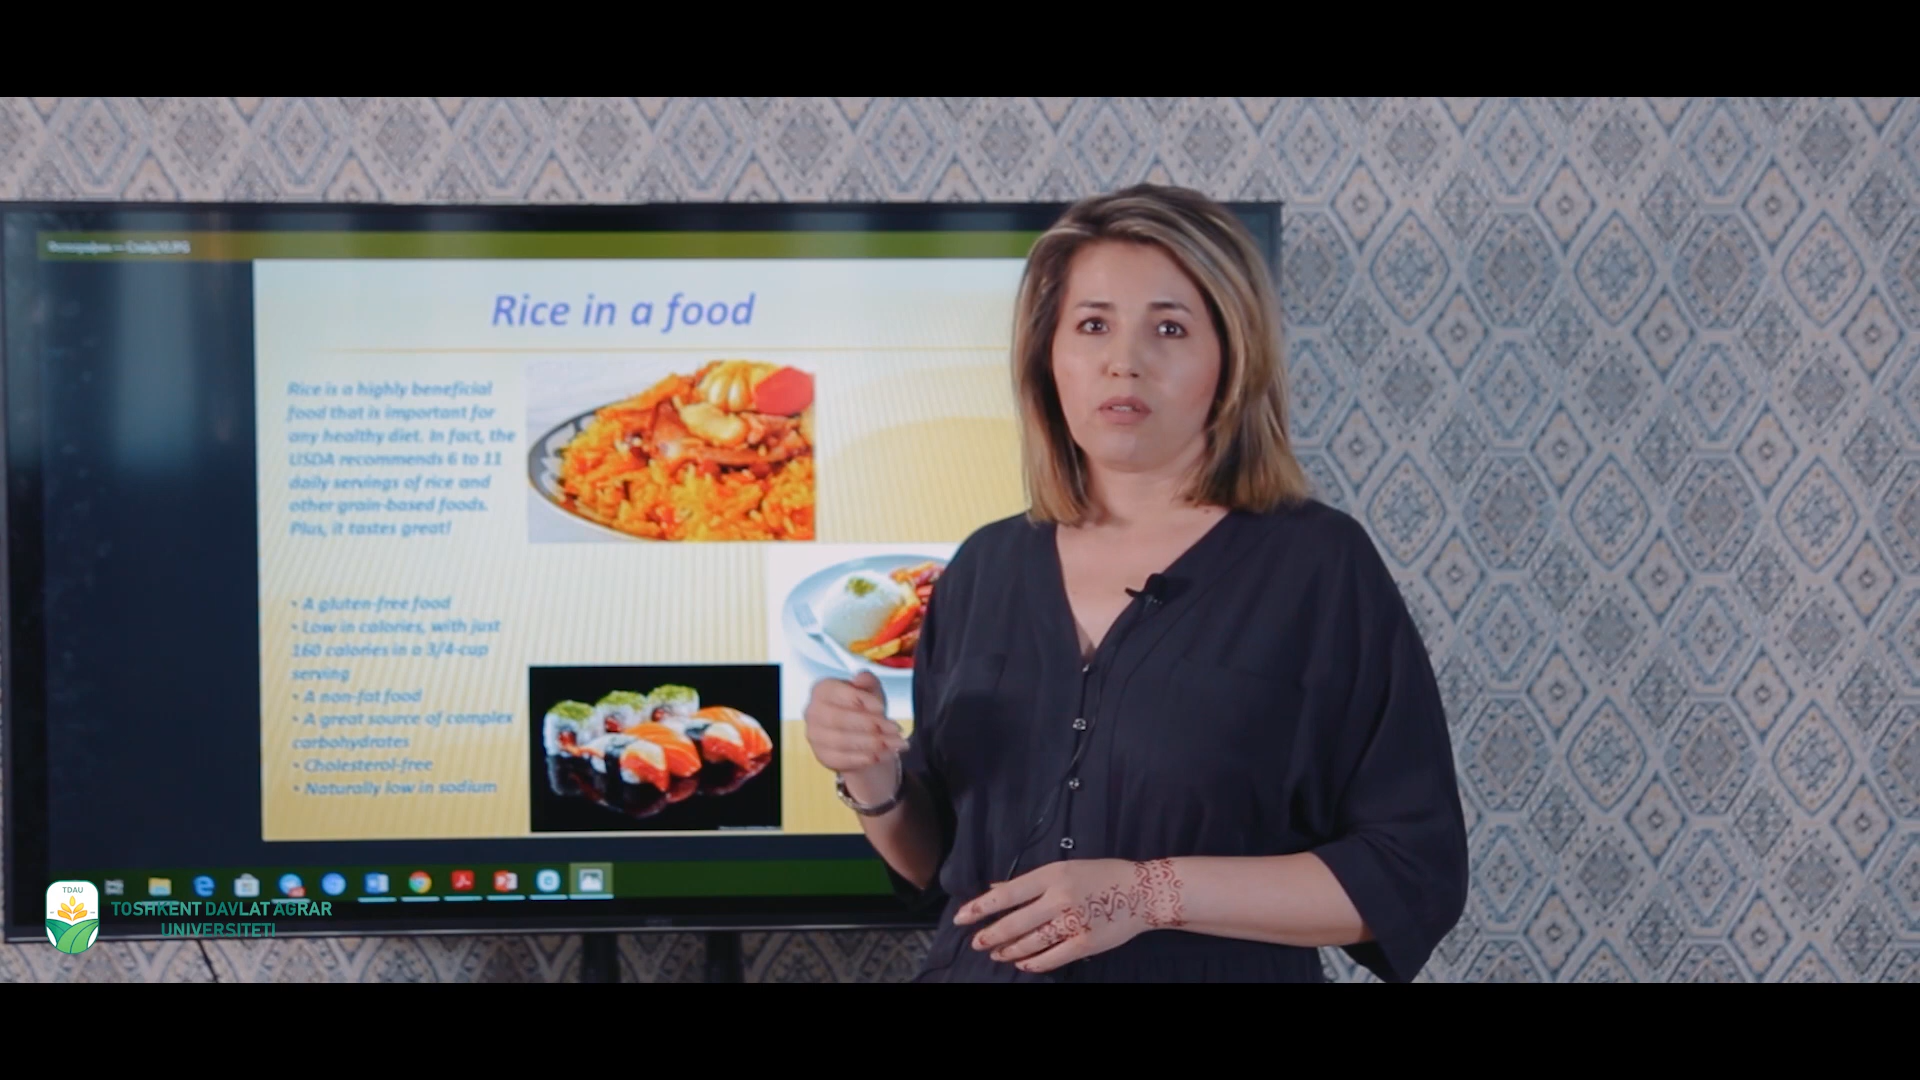 Rice in a food
Rice is a highly beneficial
food that is important for
any healthy diet. In fact, the
USDA recommends 6 to 11
daily servings of rice and
other grain-based foods.
Plus, it tastes great!
• A gluten-free food
• Low in calories, with just
160 calories in a 3/4-cup
serving
• A non-fat food
• A great source of complex
carbohydrates
• Cholesterol-free
• Naturally low in sodium
TDAU
TOSHKENT DAVLAT AGRAR
UNIVERSITETI